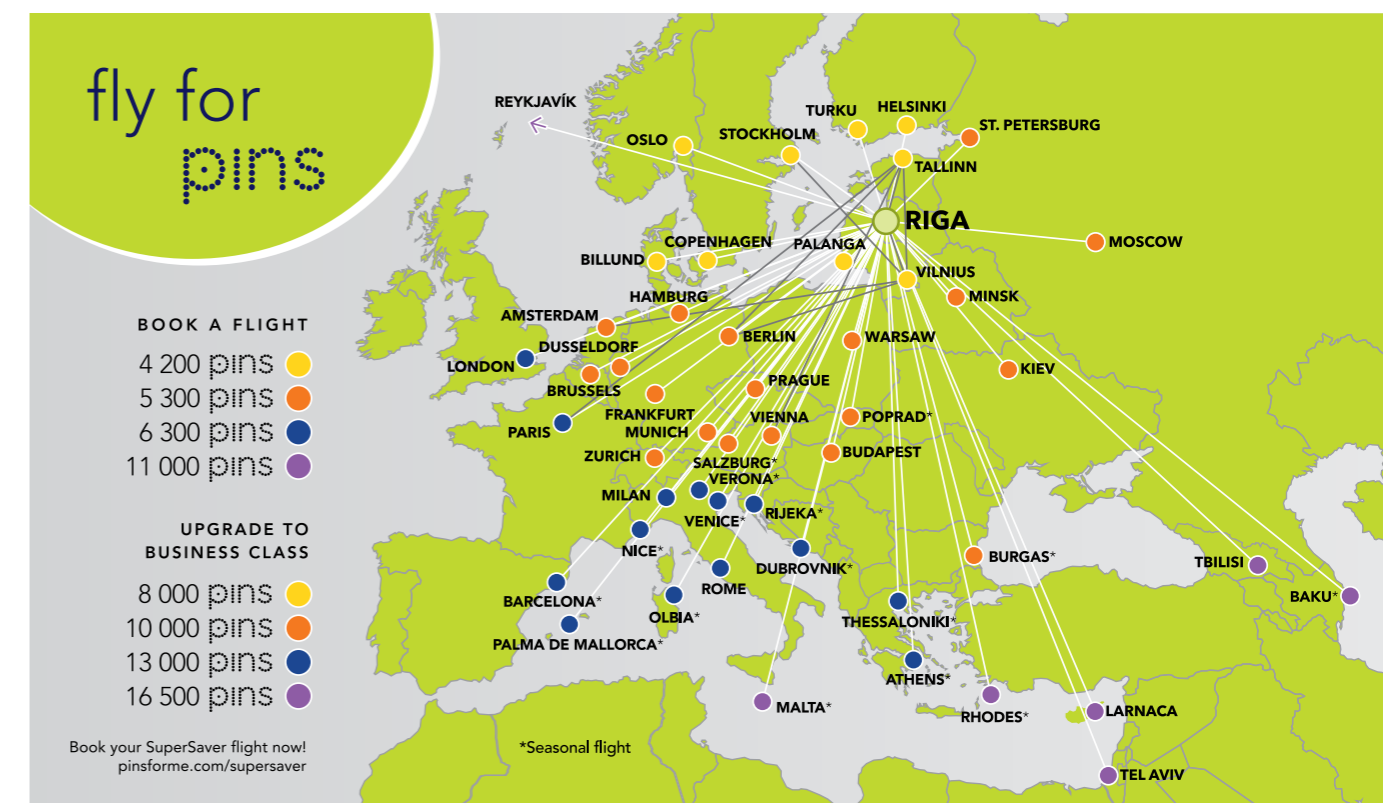 fly for
pins
BOOK A FLIGHT
4 200 pins
5 300 pins
6 300 pins
11 000 pins
UPGRADE TO
BUSINESS CLASS
8 000 pins
10 000 pins
13 000 pins
16 500 pins
Book your SuperSaver flight now!
pinsforme.com/supersaver
REYKJAVÍK
TURKU
HELSINKI
ST. PETERSBURG
OSLO
STOCKHOLM
TALLINN
RIGA
COPENHAGEN
PALANGA
MOSCOW
BILLUND
VILNIUS
HAMBURG
MINSK
AMSTERDAM
BERLIN
WARSAW
DUSSELDORF
LONDON
KIEV
BRUSSELS
PRAGUE
FRANKFURT
VIENNA
POPRAD*
PARIS
MUNICH
BUDAPEST
ZURICH
SALZBURG*
VERONA*
MILAN
VENICE*
RIJEKA*
NICE*
DUBROVNIK*
BURGAS*
TBILISI
ROME
BARCELONA*
BAKU*
OLBIA*
THESSALONIKI*
PALMA DE MALLORCA*
ATHENS*
MALTA*
RHODES*
LARNACA
*Seasonal flight
TEL AVIV